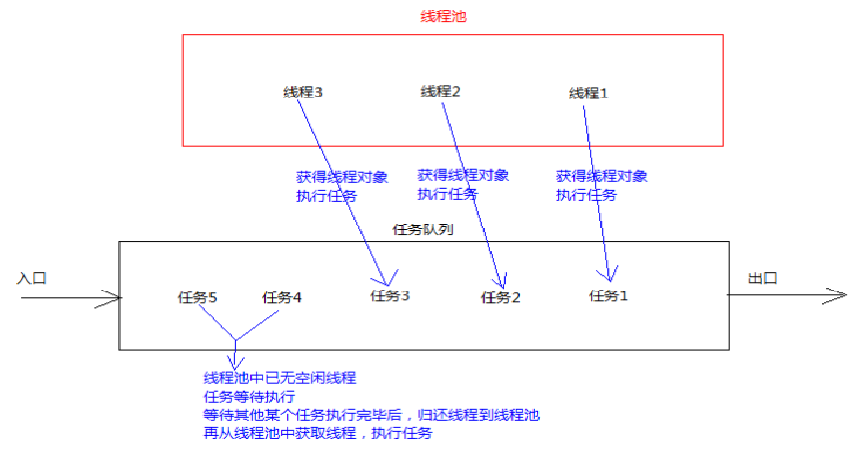 线程池
线程3
线程2
线程1
获得线程对象
执行任务
获得线程对象
执行任务
获得线程对象
执行任务
任务队列
入口
出口
任务5
任务4
任务3
任务2
任务1
线程池中已无空闲线程
任务等待执行
等待其他某个任务执行完毕后，归还线程到线程池
再从线程池中获取线程，执行任务